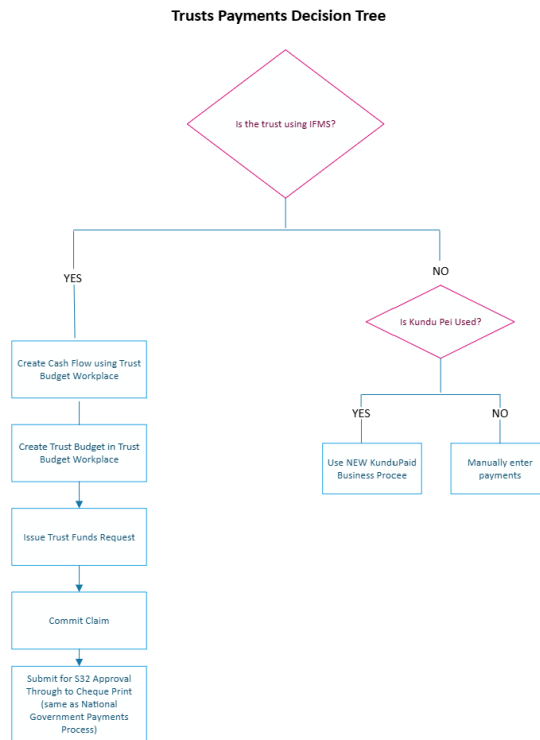 Trusts Payments Decision Tree
Is the trust using IFMS?
YES
NO
Is Kundu Pei Used?
Create Cash Flow using Trust
Budget Workplace
YES
NO
Create Trust Budget in Trust
Budget Workplace
Use NEW KunduPaid
Business Procee
Manually enter
payments
Issue Trust Funds Request
Commit Claim
Submit for S32 Approval
Through to Cheque Print
(same as National
Government Payments
Process)